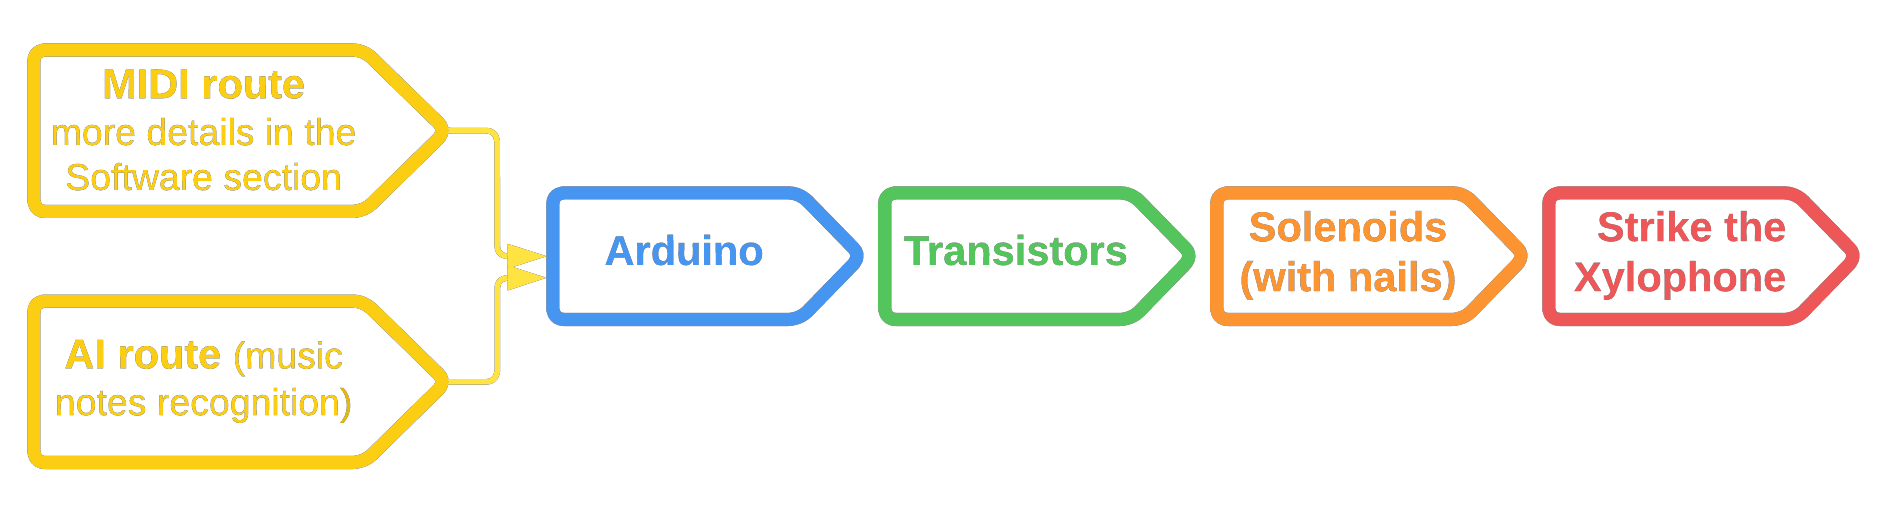 MIDI route
more details in the
Software section
AI route (music
notes recognition)
Arduino
Transistors
Solenoids
(with nails)
Strike the
Xylophone